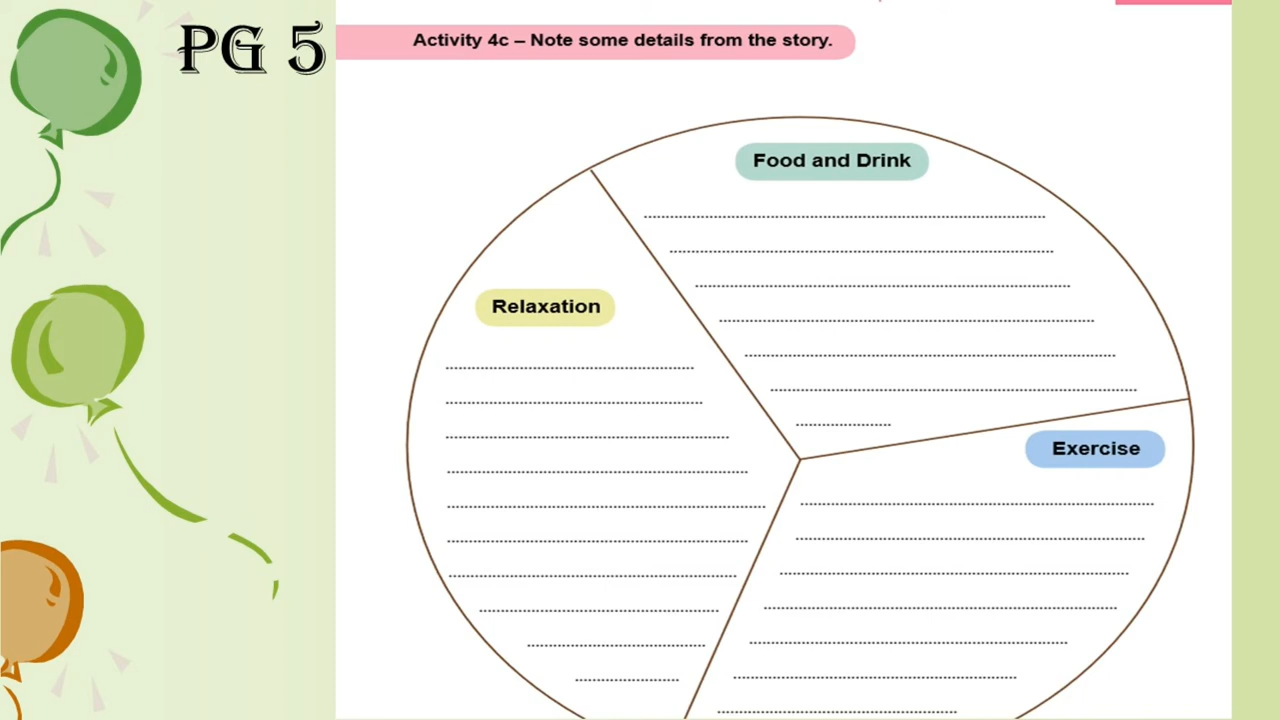 PG 5
Activity 4c – Note some details from the story.
Food and Drink
Relaxation
Exercise